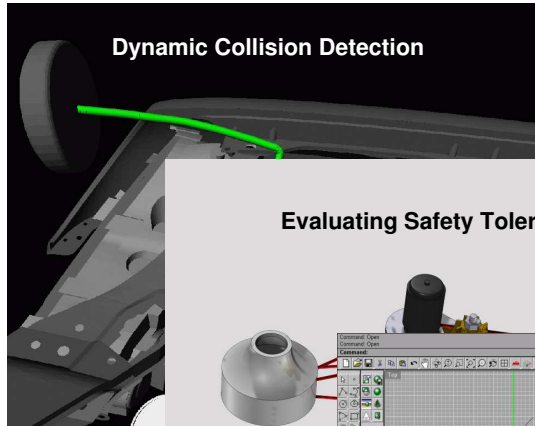 Dynamic Collision Detection
Evaluating Safety Toler
Command: Open
Command: Open
Command:
Top